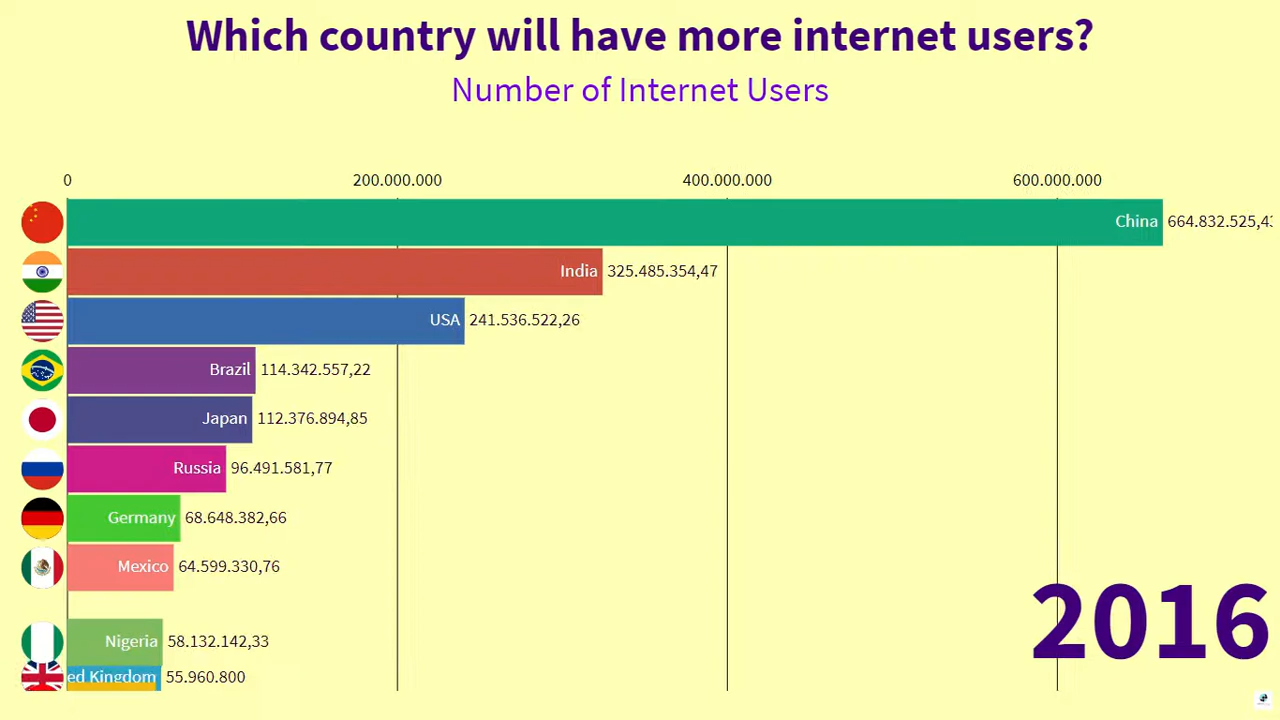 Which country will have more internet users?
Number of Internet Users
0 200.000.000 400.000.000 600.000.000
China 664.832.525,4
India 325.485.354,47
USA 241.536.522,26
Brazil 114.342.557,22
Japan 112.376.894,85
Russia 96.491.581,77
Germany 68.648.382,66
Mexico 64.599.330,76
Nigeria 58.132.142,33
ed Kingdom 55.960.800
2016